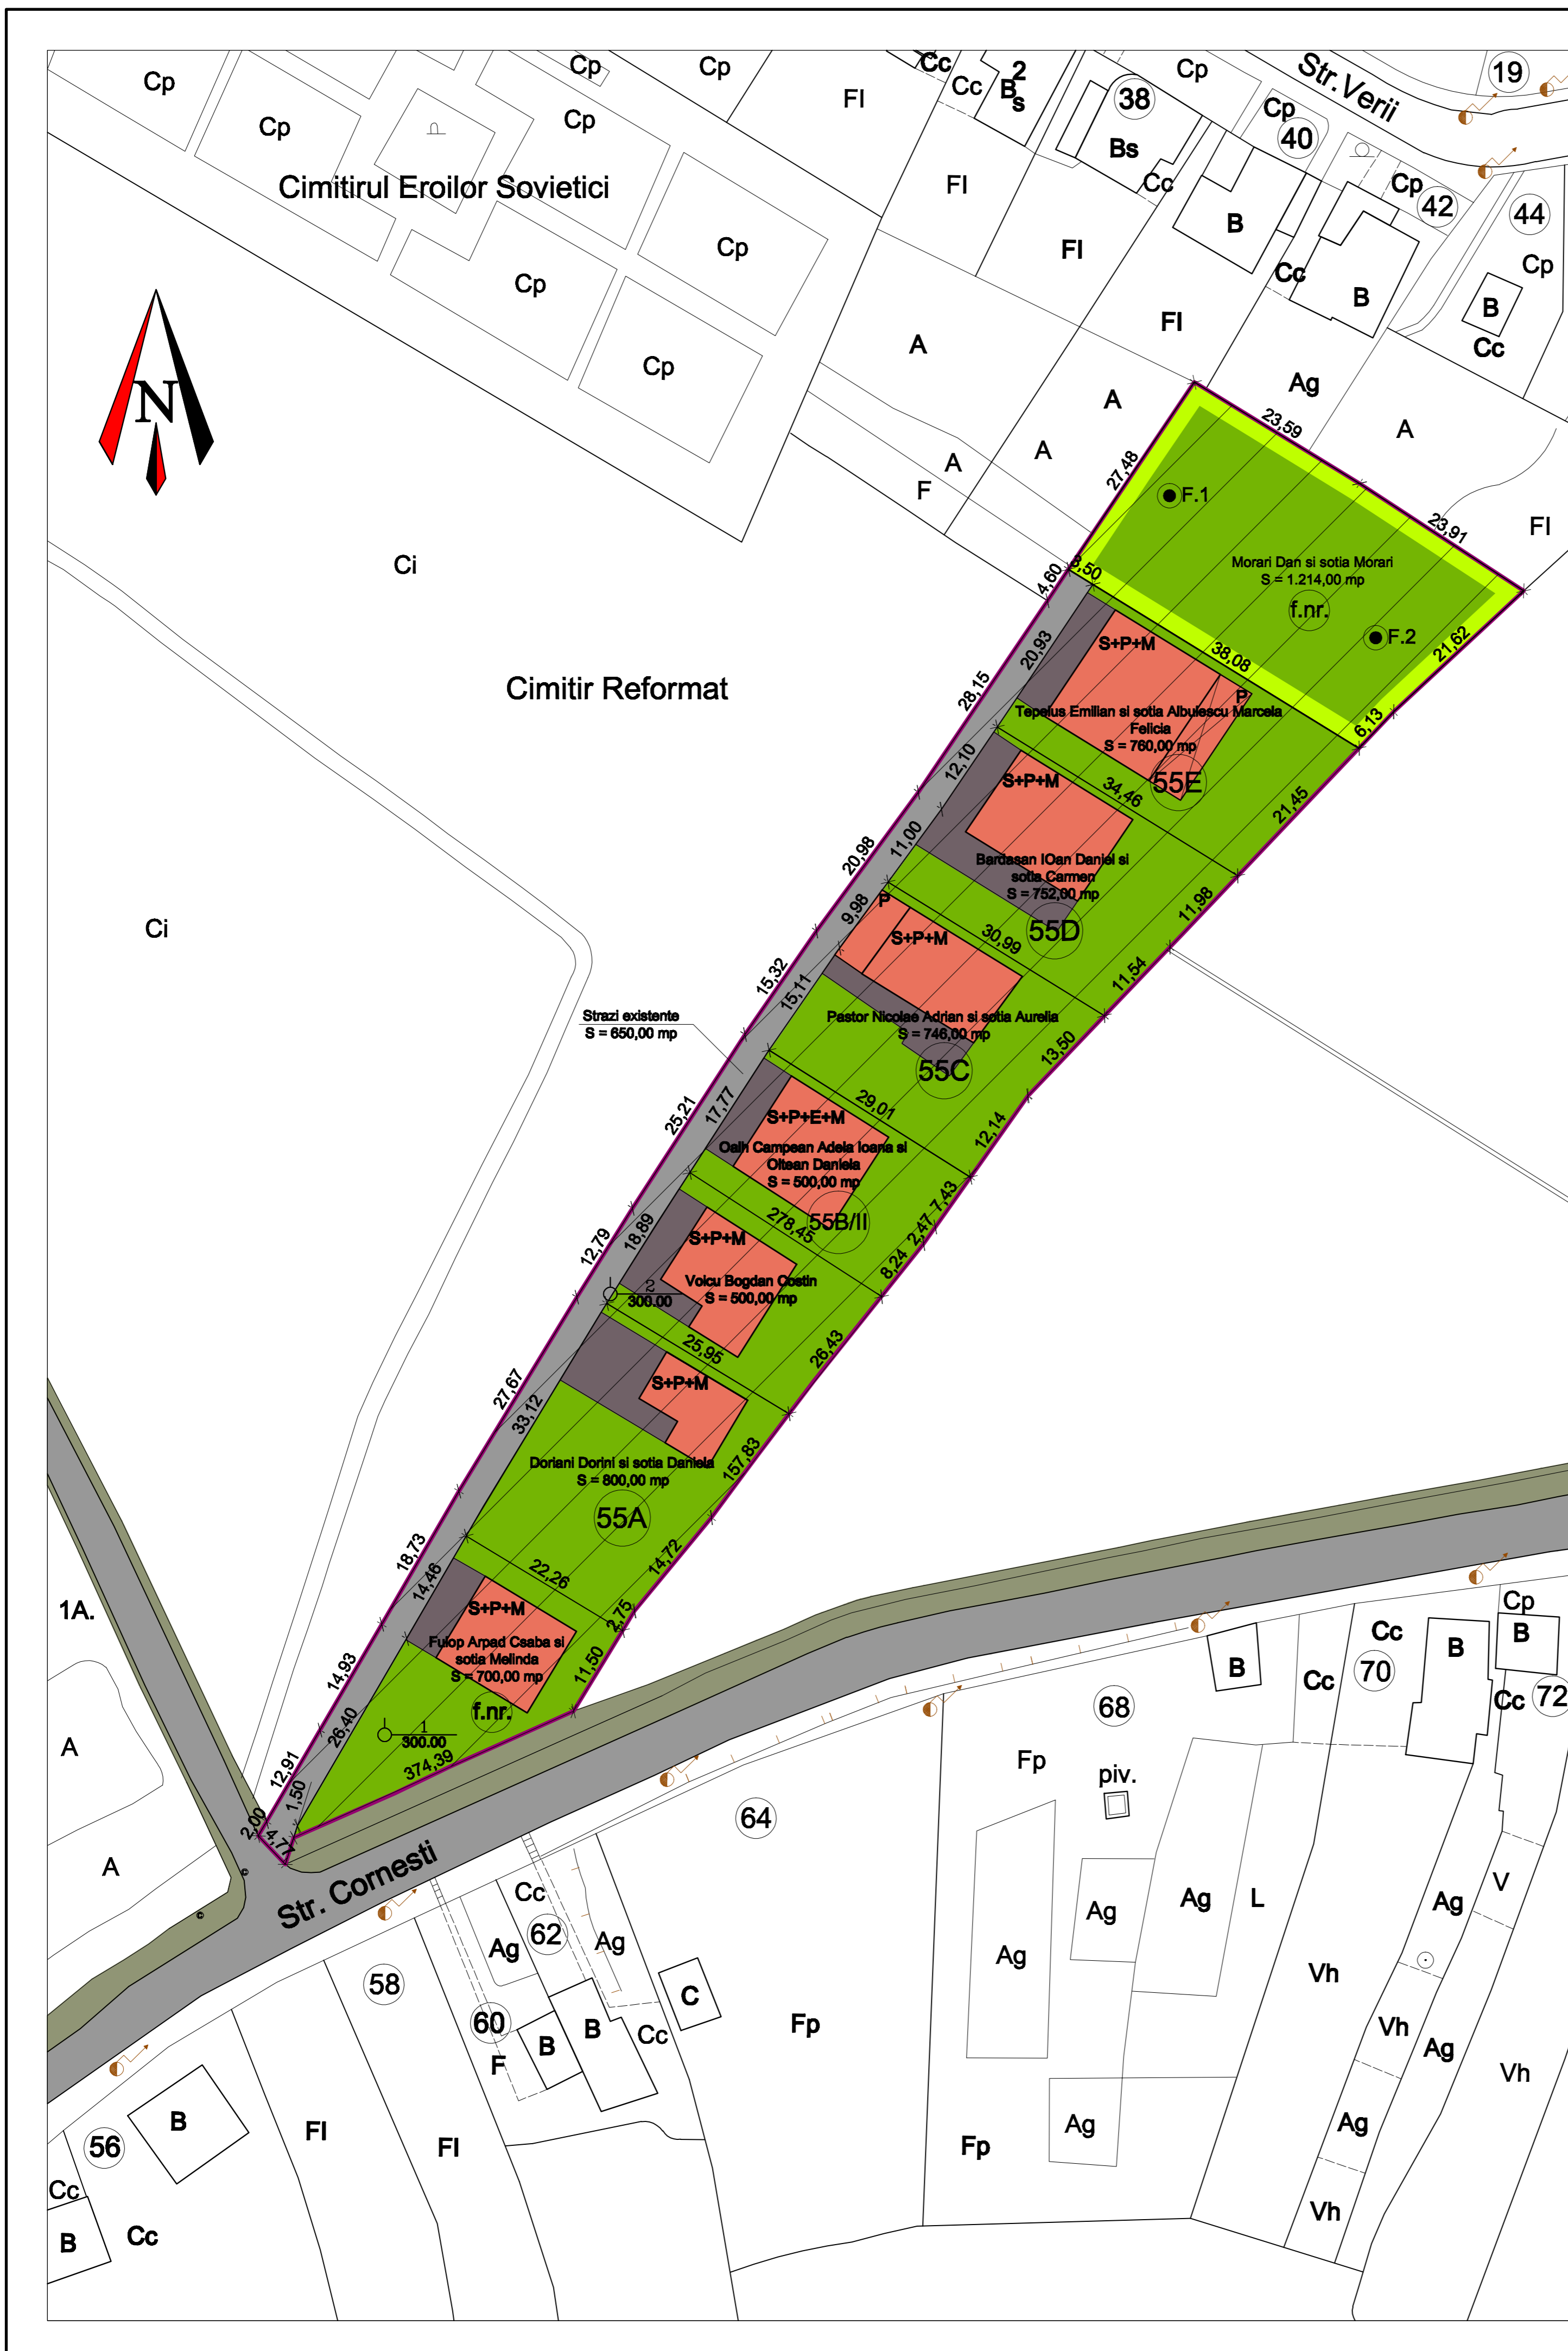 Cp
Cp
Cp
Cp
Cp
Cp
Cp
Cp
P
Cimitirul Eroilor Sovietici
Fl
Cc
Cc
2
B
s
38
Bs
Cc
Cp
Str.Verii
19
Cp
40
P
Cp
42
44
Cp
Fl
Fl
B
Cc
B
B
Cc
Fl
A
Ag
A
A
A
A
F
Fl
N
Ci
Cimitir Reformat
Ci
23,59
27,48
23,91
F.1
Morari Dan si sotia Morari
S = 1.214,00 mp
f.nr.
F.2
21,62
6,13
4,60
3,50
38,08
20,93
S+P+M
P
Tepelus Emilian si sotia Albulescu Marcela
Felicia
S = 760,00 mp
55E
28,15
12,10
34,46
21,45
S+P+M
Bardasan IOan Daniel si
sotia Carmen
S = 752,00 mp
55D
11,00
20,98
9,98
30,99
11,98
11,54
P
S+P+M
Pastor Nicolae Adrian si sotia Aurelia
S = 746,00 mp
55C
15,32
15,11
13,50
Strazi existente
S = 650,00 mp
29,01
12,14
25,21
17,77
S+P+E+M
Oaih Campean Adela Ioana si
Oltean Daniela
S = 500,00 mp
55B/II
7,43
2,47
8,24
278,45
12,79
18,89
S+P+M
Voicu Bogdan Costin
S = 500,00 mp
2
300.00
25,95
26,43
27,67
33,12
S+P+M
Doriani Dorini si sotia Daniela
S = 800,00 mp
55A
157,83
14,72
2,75
22,26
18,73
14,46
S+P+M
Fulop Arpad Csaba si
sotia Melinda
S = 700,00 mp
f.nr.
11,50
14,93
26,40
1
300.00
374,39
12,91
1,50
2,00
4,77
1A.
A
A
Str. Cornesti
Cp
Cc
B
B
70
Cc
B
Cc
72
68
Fp
piv.
64
Cc
62
Ag
Ag
58
60
B
B
Cc
C
F
Ag
Ag
Ag
L
Ag
V
Vh
Vh
Ag
Vh
Fp
Ag
Ag
Fp
Vh
56
B
Fl
Fl
Cc
B
Cc